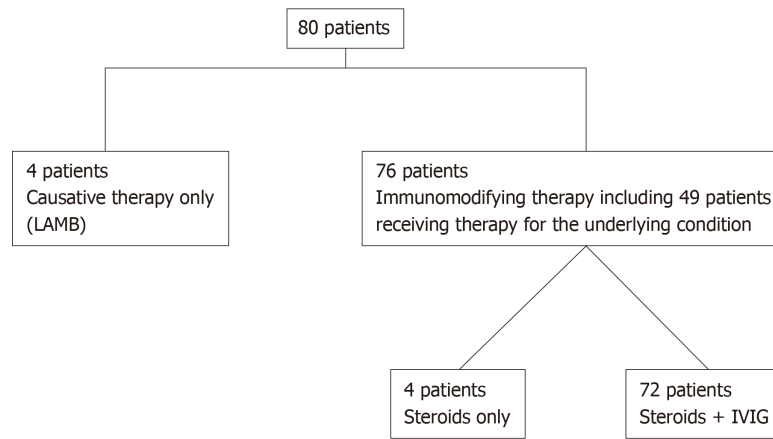 80 patients
4 patients
Causative therapy only
(LAMB)
76 patients
Immunomodifying therapy including 49 patients
receiving therapy for the underlying condition
4 patients
Steroids only
72 patients
Steroids + IVIG